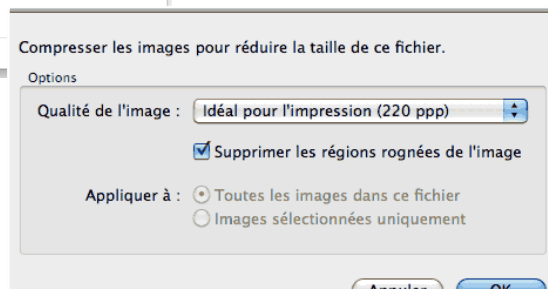 Compresser les images pour réduire la taille de ce fichier.
Options
Qualité de l'image : Idéal pour l'impression (220 ppp)
Supprimer les régions rognées de l'image
Appliquer à : Toutes les images dans ce fichier
Images sélectionnées uniquement
Annuler OK